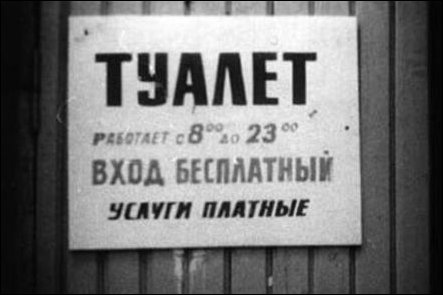 ТУАЛЕТ
РАБОТАЕТ С 8⁰⁰ ДО 23⁰⁰
ВХОД БЕСПЛАТНЫЙ
УСЛУГИ ПЛАТНЫЕ